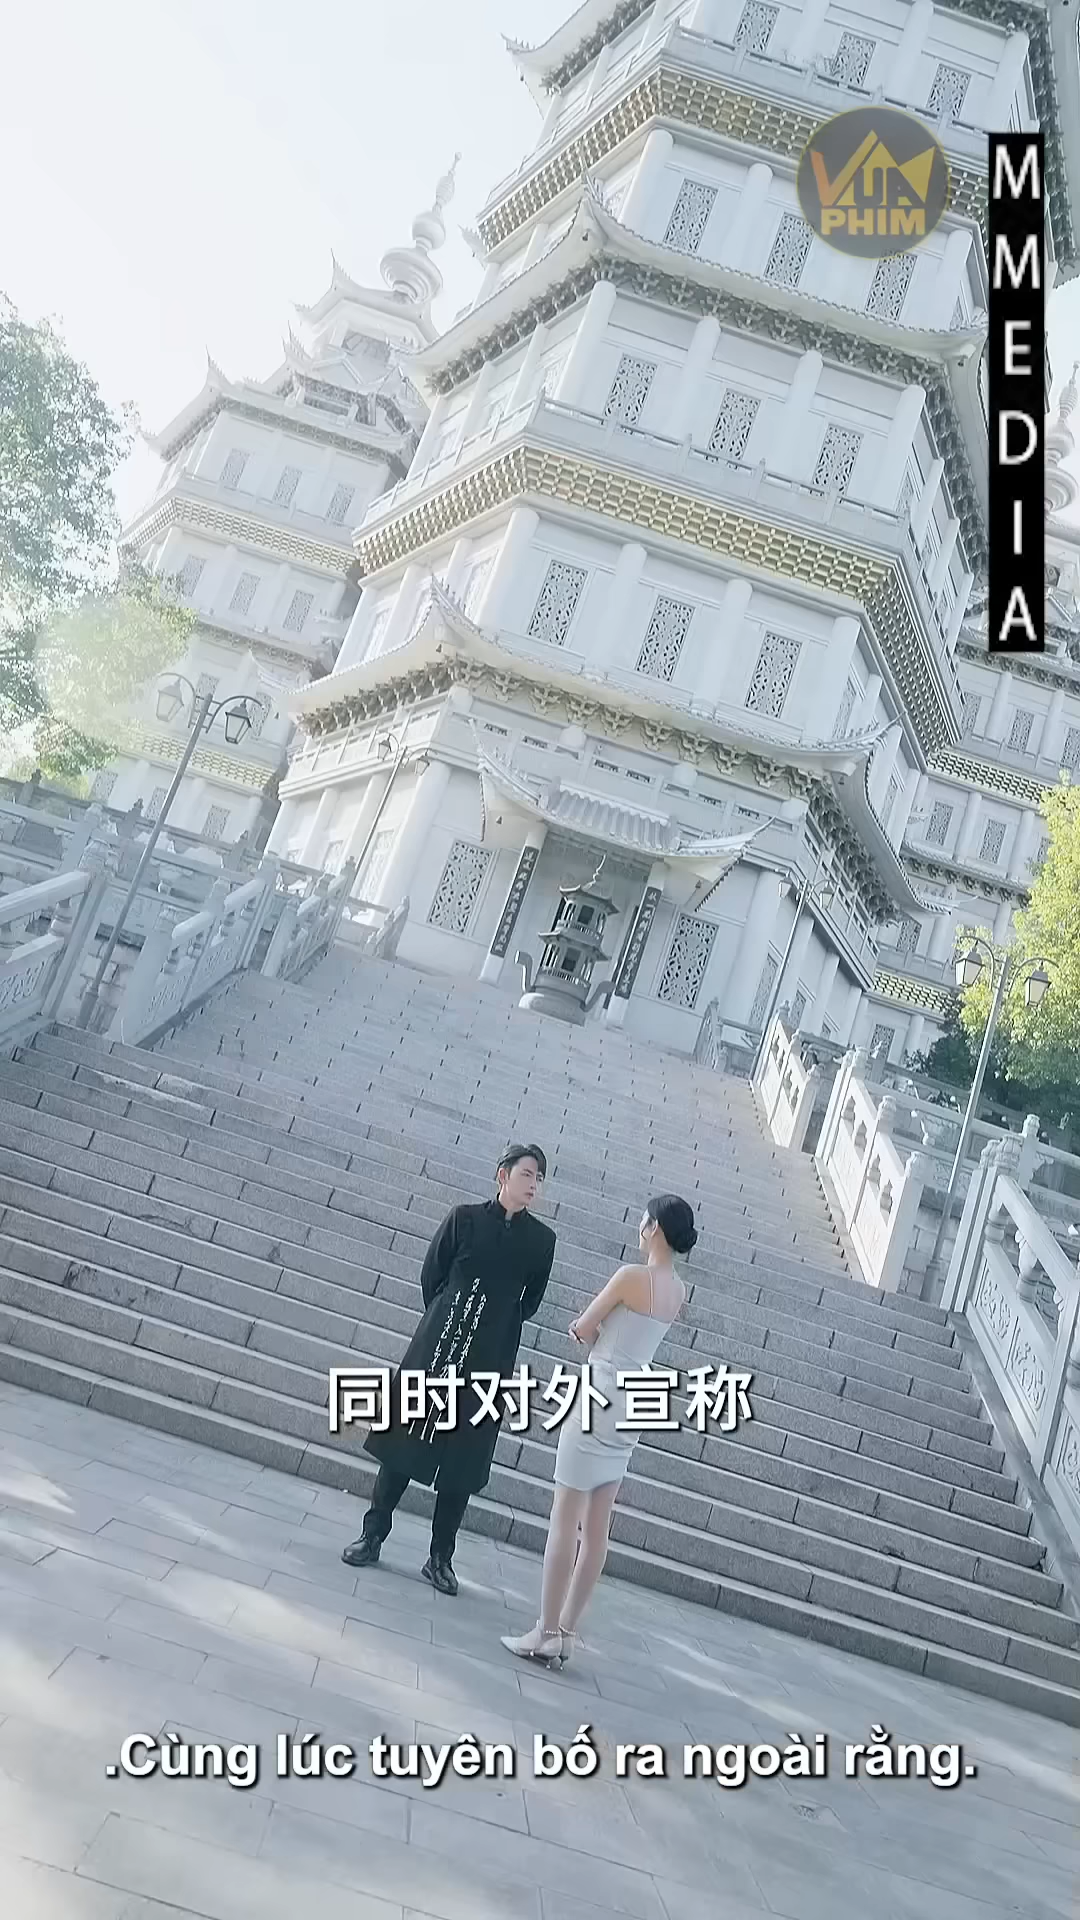 VUA
PHIM
MMEDIA
同时对外宣称
.Cùng lúc tuyên bố ra ngoài rằng.